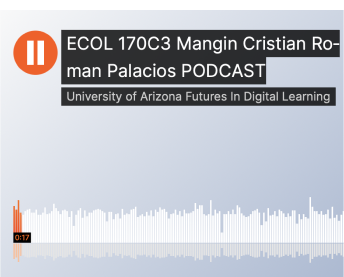 ECOL 170C3 Mangin Cristian Ro-
man Palacios PODCAST
University of Arizona Futures In Digital Learning
0:17